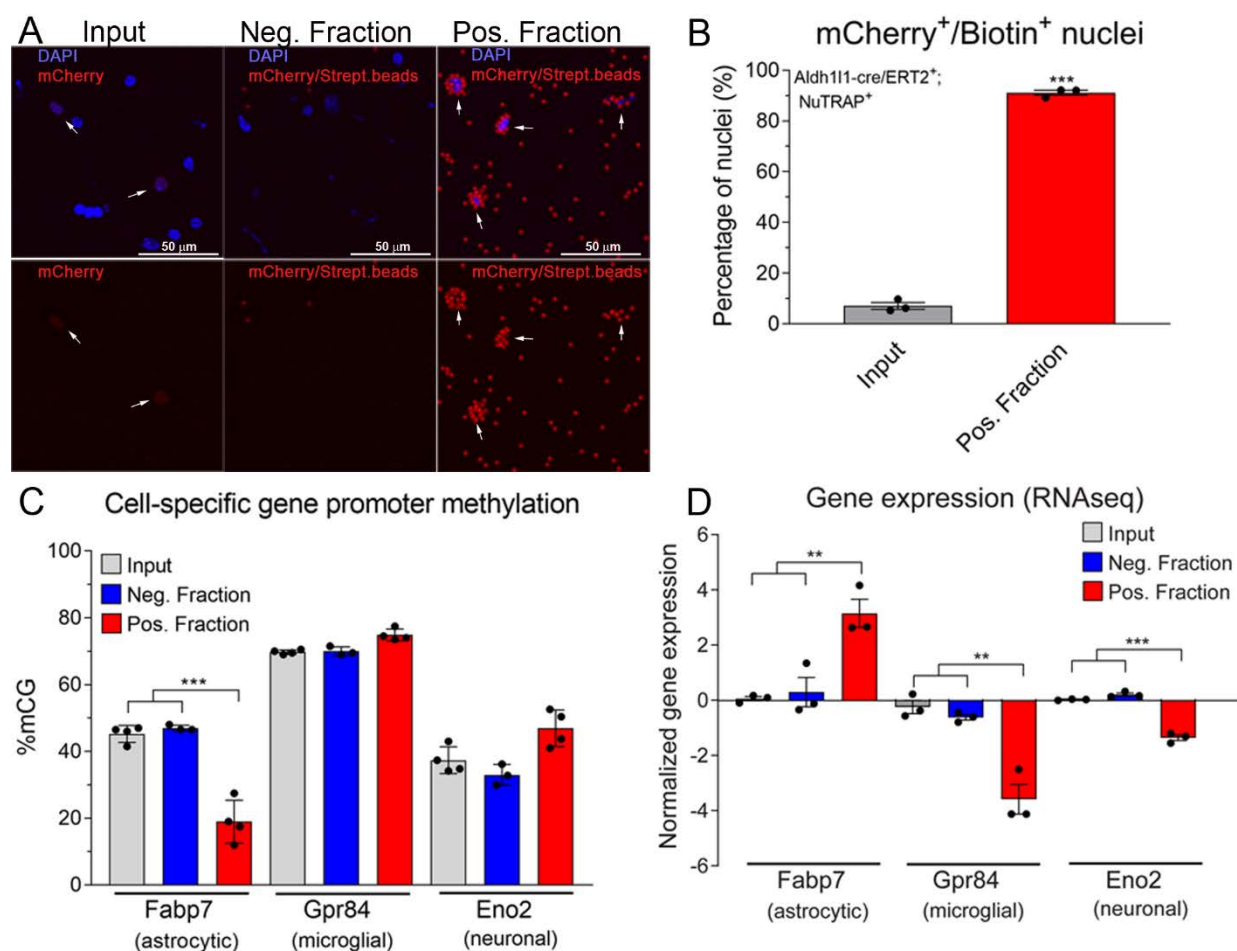 A
Input
Neg. Fraction
Pos. Fraction
DAPI
mCherry
DAPI
mCherry/Strept.beads
DAPI
mCherry/Strept.beads
50 µm
50 µm
50 µm
mCherry
mCherry/Strept.beads
mCherry/Strept.beads
B
mCherry+/Biotin+ nuclei
Aldh1l1-cre/ERT2+;
NuTRAP+
***
Percentage of nuclei (%)
100
80
60
40
20
0
Input
Pos. Fraction
C
Cell-specific gene promoter methylation
%mCG
100
80
60
40
20
0
Input
Neg. Fraction
Pos. Fraction
***
Fabp7
(astrocytic)
Gpr84
(microglial)
Eno2
(neuronal)
D
Gene expression (RNAseq)
Normalized gene expression
6
4
2
0
-2
-4
-6
Input
Neg. Fraction
Pos. Fraction
**
**
***
Fabp7
(astrocytic)
Gpr84
(microglial)
Eno2
(neuronal)